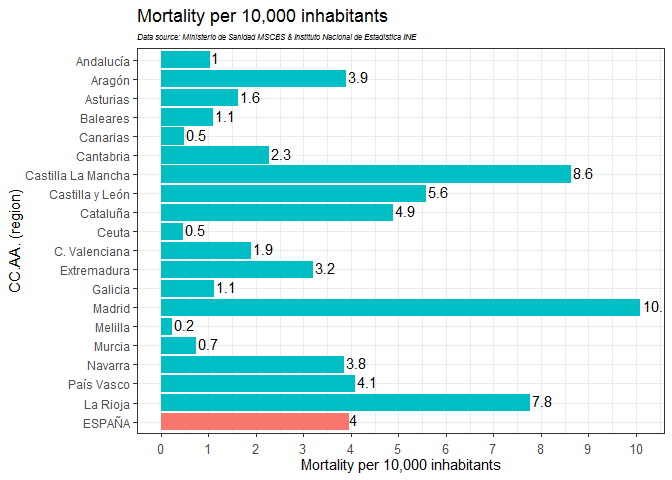 Mortality per 10,000 inhabitants
Data source: Ministerio de Sanidad MSCBS & Instituto Nacional de Estadística INE
CC.AA. (region)
Andalucía 1
Aragón 3.9
Asturias 1.6
Baleares 1.1
Canarias 0.5
Cantabria 2.3
Castilla La Mancha 8.6
Castilla y León 5.6
Cataluña 4.9
Ceuta 0.5
C. Valenciana 1.9
Extremadura 3.2
Galicia 1.1
Madrid 10.
Melilla 0.2
Murcia 0.7
Navarra 3.8
País Vasco 4.1
La Rioja 7.8
ESPAÑA 4
0 1 2 3 4 5 6 7 8 9 10
Mortality per 10,000 inhabitants